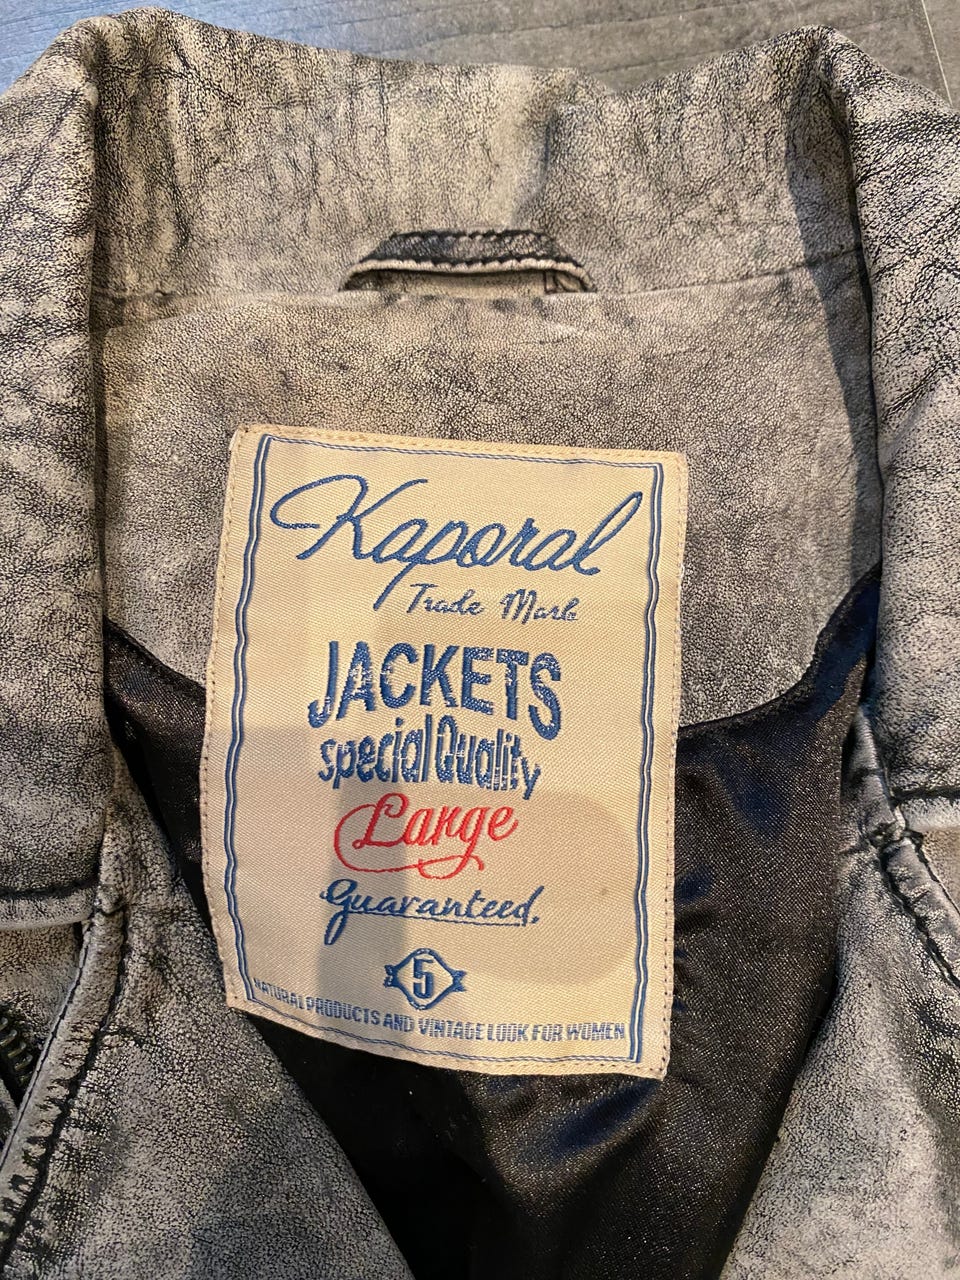 Kaporal
Trade Mark
JACKETS
special Quality
Large
Guaranteed.
5
NATURAL PRODUCTS AND VINTAGE LOOK FOR WOMEN